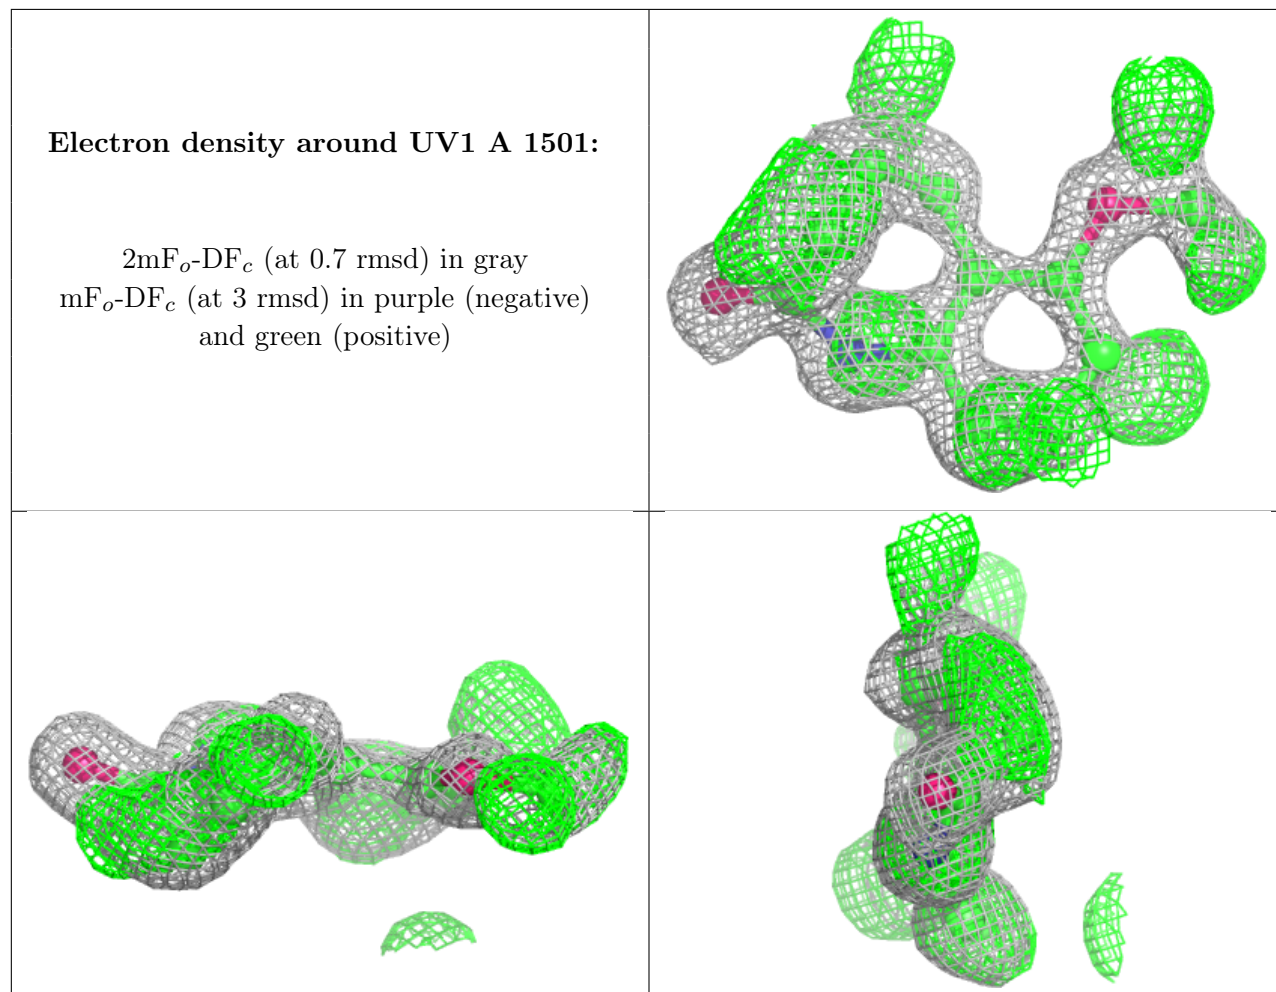 Electron density around UV1 A 1501:
2mFo-DFc (at 0.7 rmsd) in gray
mFo-DFc (at 3 rmsd) in purple (negative)
and green (positive)